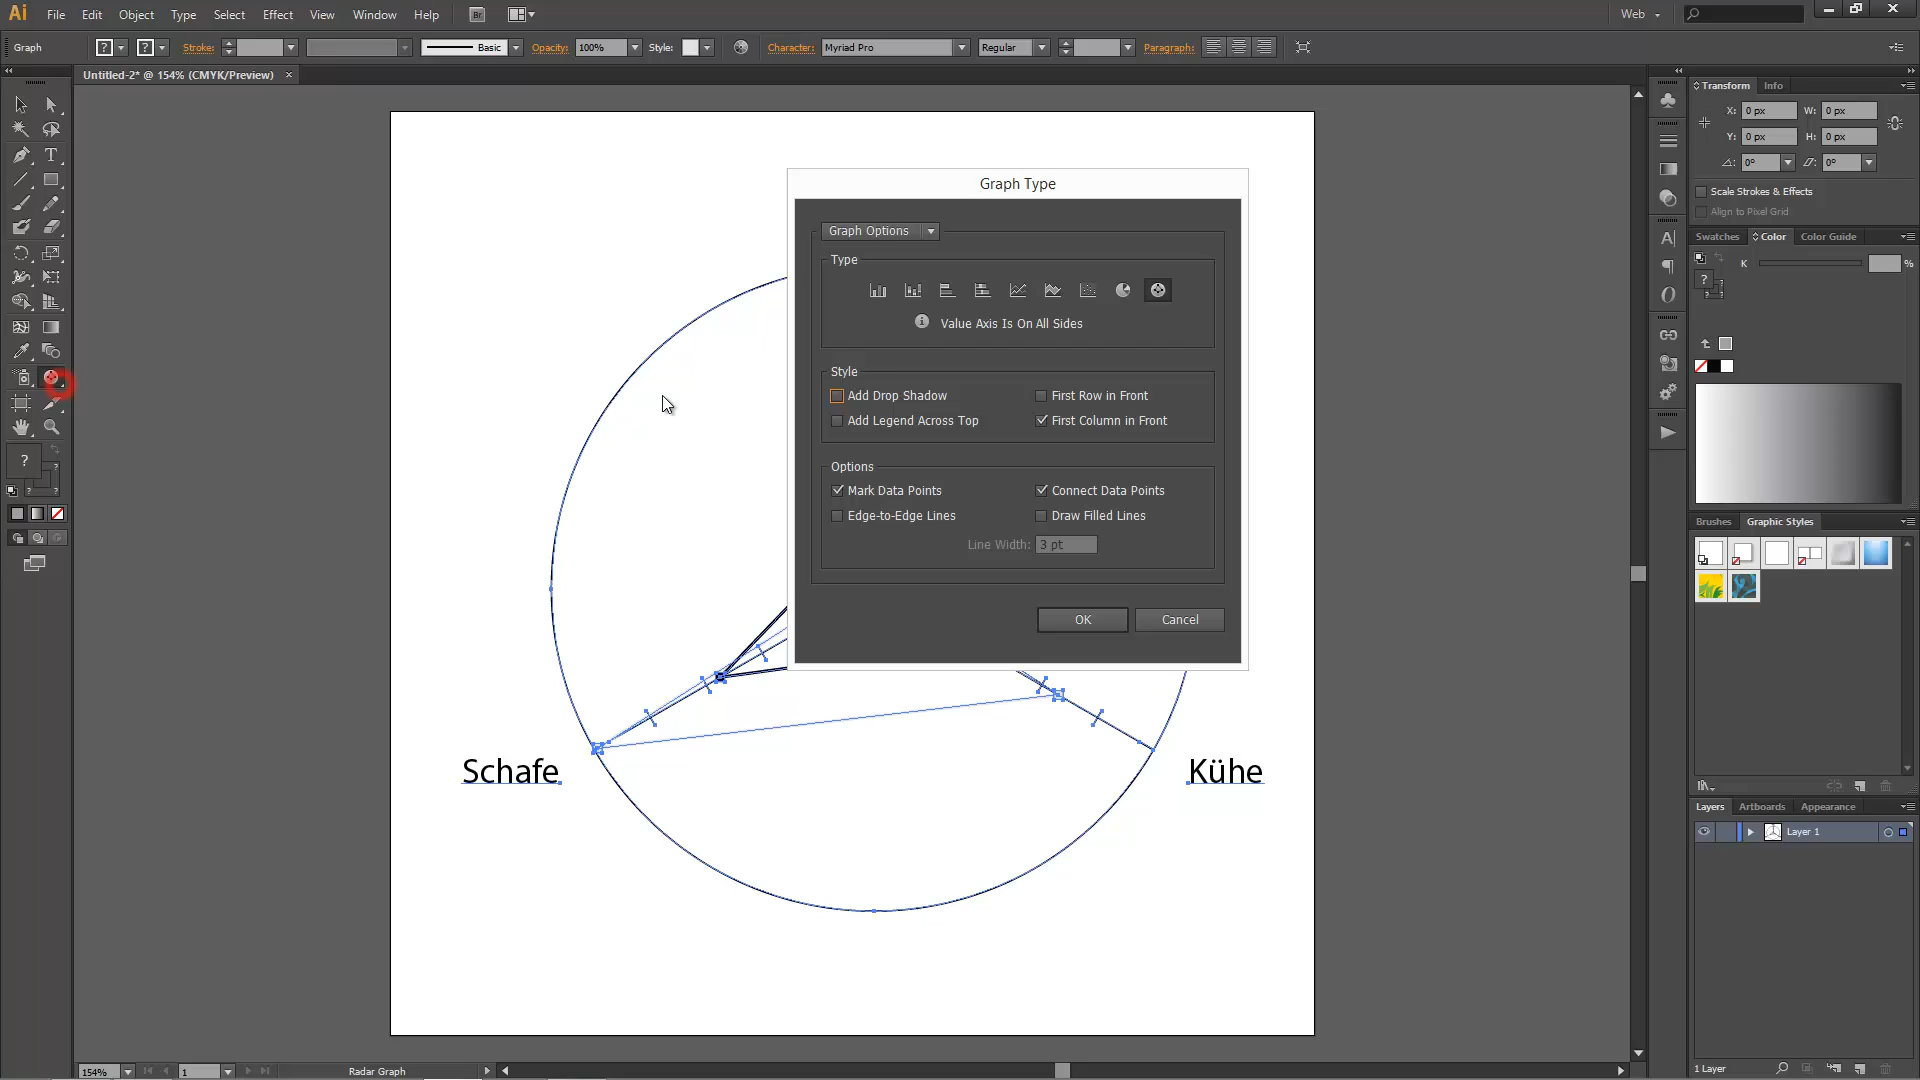 Ai File Edit Object Type Select Effect View Window Help Br Web
Graph ? ? Stroke: Basic Opacity: 100% Style: Character: Myriad Pro Regular Paragraph:
Untitled-2* @ 154% (CMYK/Preview) ×
Transform Info
X: 0 px W: 0 px
Y: 0 px H: 0 px
0° 0°
Scale Strokes & Effects
Align to Pixel Grid
Swatches Color Color Guide
K %
?
Graph Type
Graph Options
Type
Value Axis Is On All Sides
Style
Add Drop Shadow First Row in Front
Add Legend Across Top First Column in Front
Options
Mark Data Points Connect Data Points
Edge-to-Edge Lines Draw Filled Lines
Line Width: 3 pt
OK Cancel
Schafe Kühe
Brushes Graphic Styles
Layers Artboards Appearance
Layer 1
1 Layer
154% 1 Radar Graph